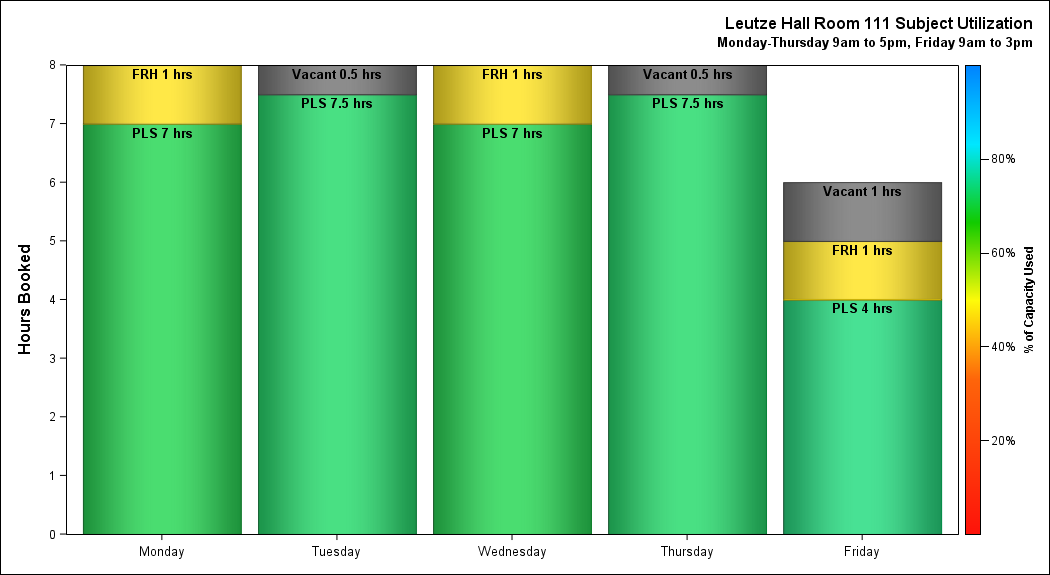 Leutze Hall Room 111 Subject Utilization
Monday-Thursday 9am to 5pm, Friday 9am to 3pm
Hours Booked
8
7
6
5
4
3
2
1
0
FRH 1 hrs
PLS 7 hrs
Vacant 0.5 hrs
PLS 7.5 hrs
FRH 1 hrs
PLS 7 hrs
Vacant 0.5 hrs
PLS 7.5 hrs
Vacant 1 hrs
FRH 1 hrs
PLS 4 hrs
Monday
Tuesday
Wednesday
Thursday
Friday
80%
60%
40%
20%
% of Capacity Used